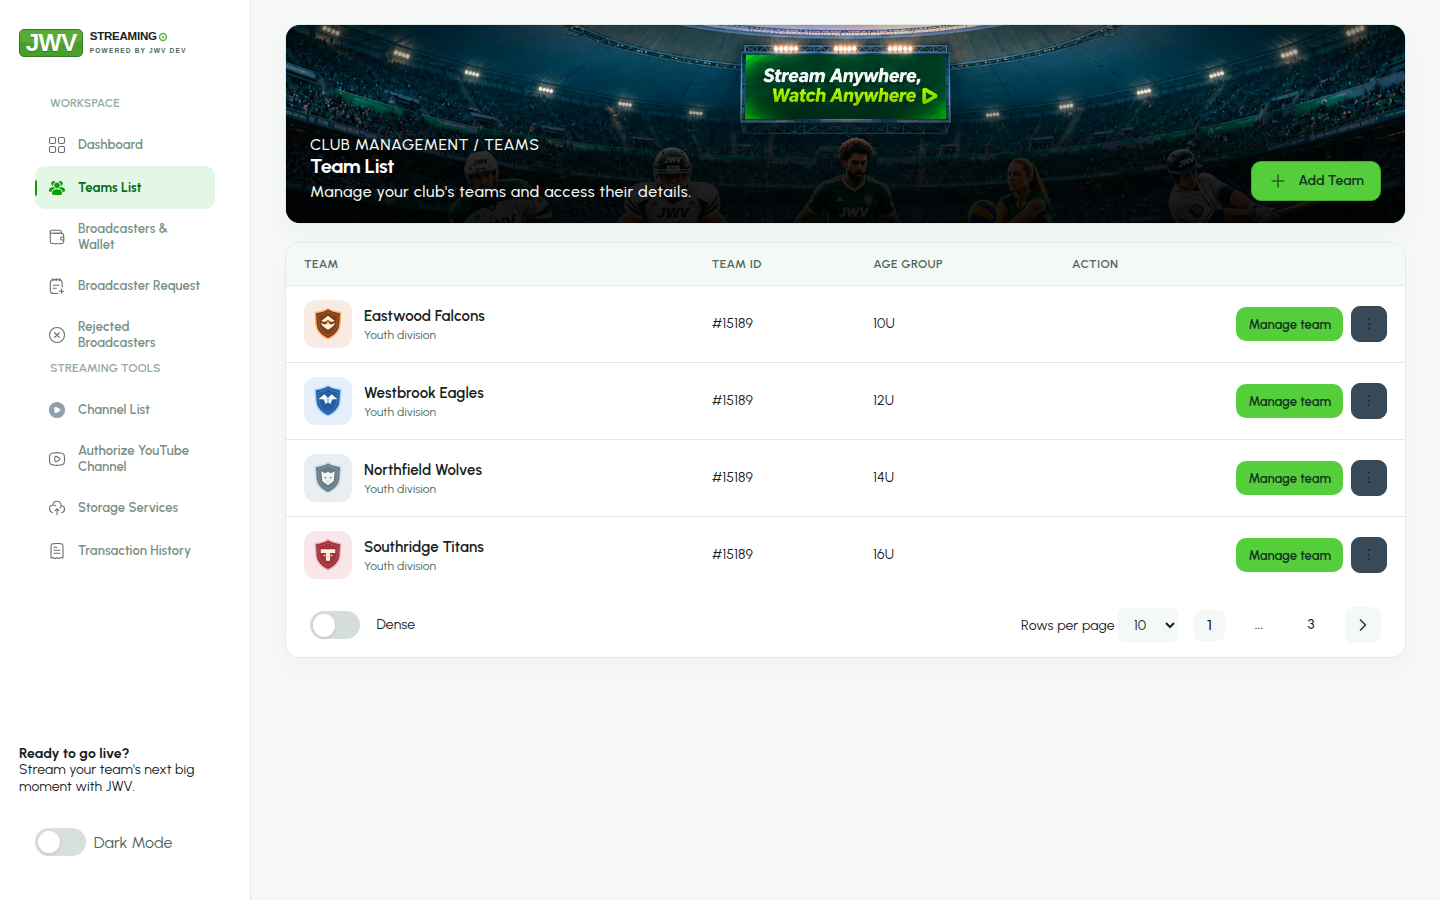 JWV STREAMING
POWERED BY JWV DEV
WORKSPACE
Dashboard
Teams List
Broadcasters &
Wallet
Broadcaster Request
Rejected
Broadcasters
STREAMING TOOLS
Channel List
Authorize YouTube
Channel
Storage Services
Transaction History
Ready to go live?
Stream your team's next big
moment with JWV.
Dark Mode
Stream Anywhere,
Watch Anywhere
CLUB MANAGEMENT / TEAMS
Team List
Manage your club's teams and access their details.
JWV
JWV
JWV
Add Team
TEAM TEAM ID AGE GROUP ACTION
Eastwood Falcons
Youth division
#15189 10U Manage team
Westbrook Eagles
Youth division
#15189 12U Manage team
Northfield Wolves
Youth division
#15189 14U Manage team
Southridge Titans
Youth division
#15189 16U Manage team
Dense
Rows per page 10 1 ... 3